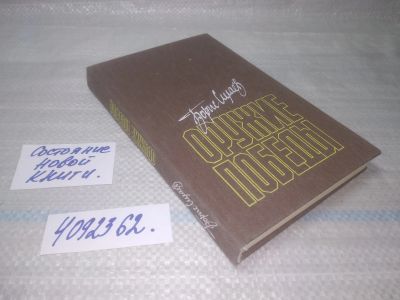 Состояние
новой
книги.
4092362.
ОРУЖИЕ
ПОБЕДЫ